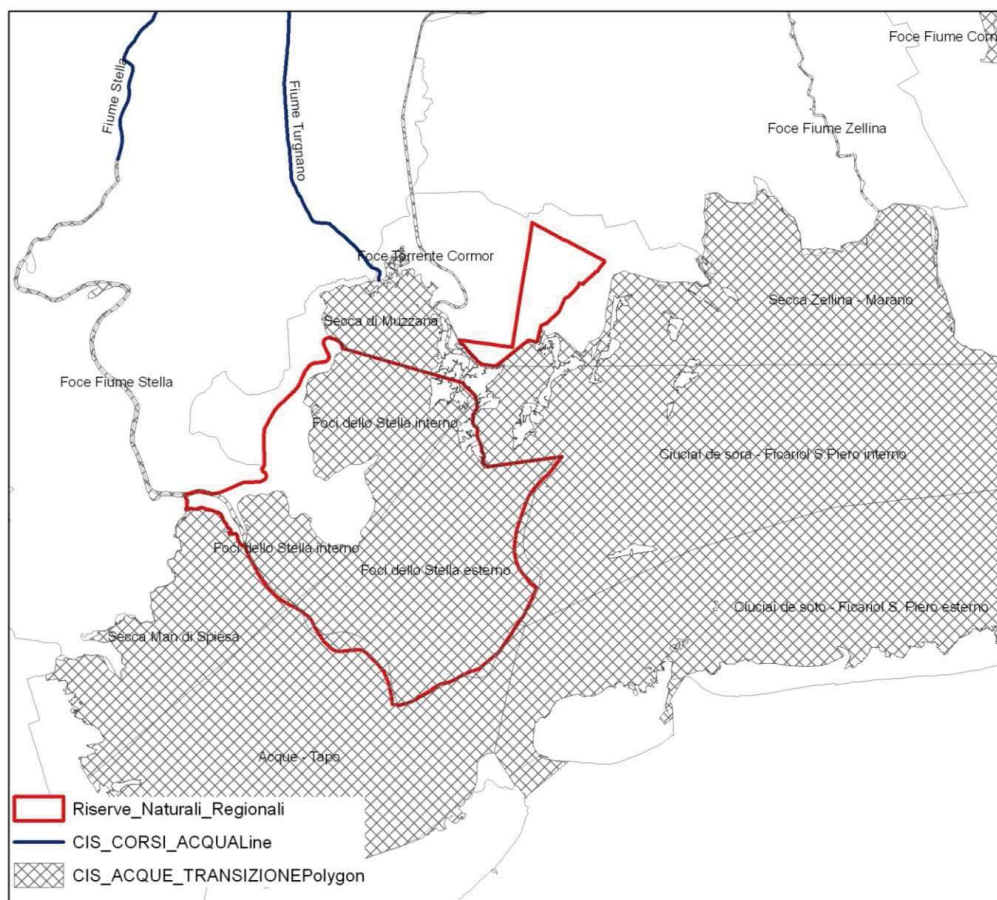 Foce Fiume Corn
Fiume Stella
Fiume Turgnano
Foce Fiume Zellina
Foce Torrente Cormor
Secca Zellina - Marano
Secca di Muzzana
Foce Fiume Stella
Foci dello Stella interno
Ciuciai de sora - Ficariol S.Piero interno
Foci dello Stella interno
Foci dello Stella esterno
Ciuciai de soto - Ficariol S. Piero esterno
Secca Man di Spiesa
Acque - Tapo
Riserve_Naturali_Regionali
CIS_CORSI_ACQUALine
CIS_ACQUE_TRANSIZIONEPolygon